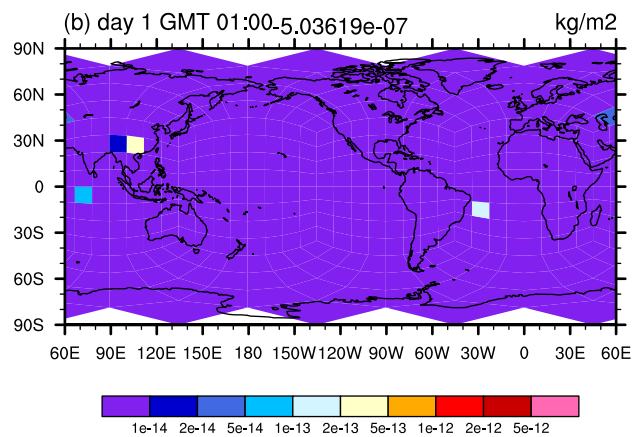 (b) day 1 GMT 01:00-5.03619e-07 kg/m2
90N
60N
30N
0
30S
60S
90S
60E 90E 120E 150E 180 150W 120W 90W 60W 30W 0 30E 60E
1e-14 2e-14 5e-14 1e-13 2e-13 5e-13 1e-12 2e-12 5e-12